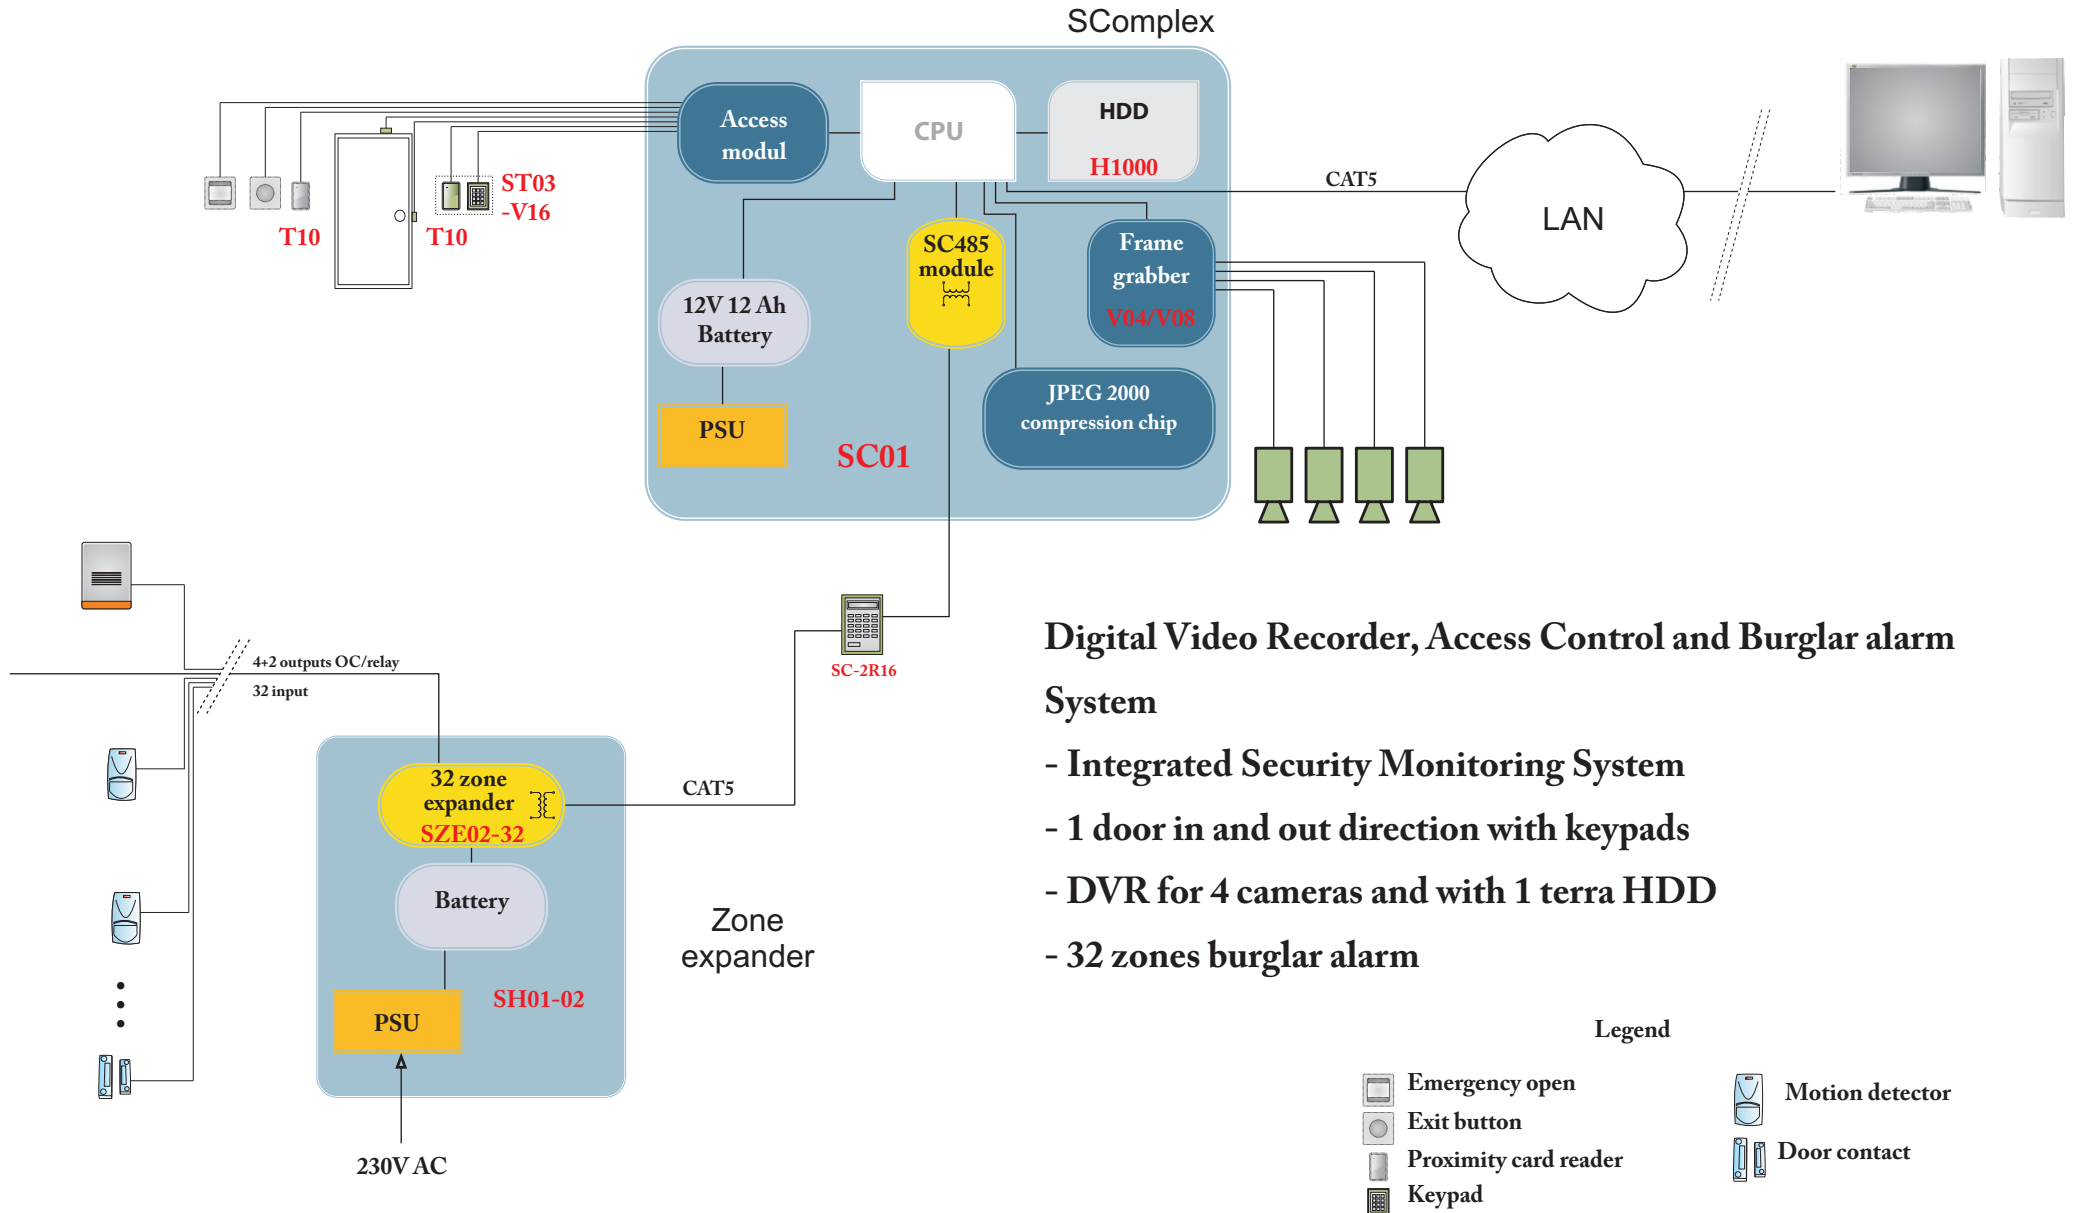 SComplex
Access
modul
CPU
HDD
H1000
ST03
-V16
T10
T10
CAT5
LAN
SC485
module
Frame
grabber
V04/V08
12V 12 Ah
Battery
PSU
JPEG 2000
compression chip
SC01
4+2 outputs OC/relay
32 input
SC-2R16
32 zone
expander
SZE02-32
CAT5
Battery
Zone
expander
SH01-02
PSU
230V AC
Digital Video Recorder, Access Control and Burglar alarm
System
- Integrated Security Monitoring System
- 1 door in and out direction with keypads
- DVR for 4 cameras and with 1 terra HDD
- 32 zones burglar alarm
Legend
Emergency open
Exit button
Proximity card reader
Keypad
Motion detector
Door contact